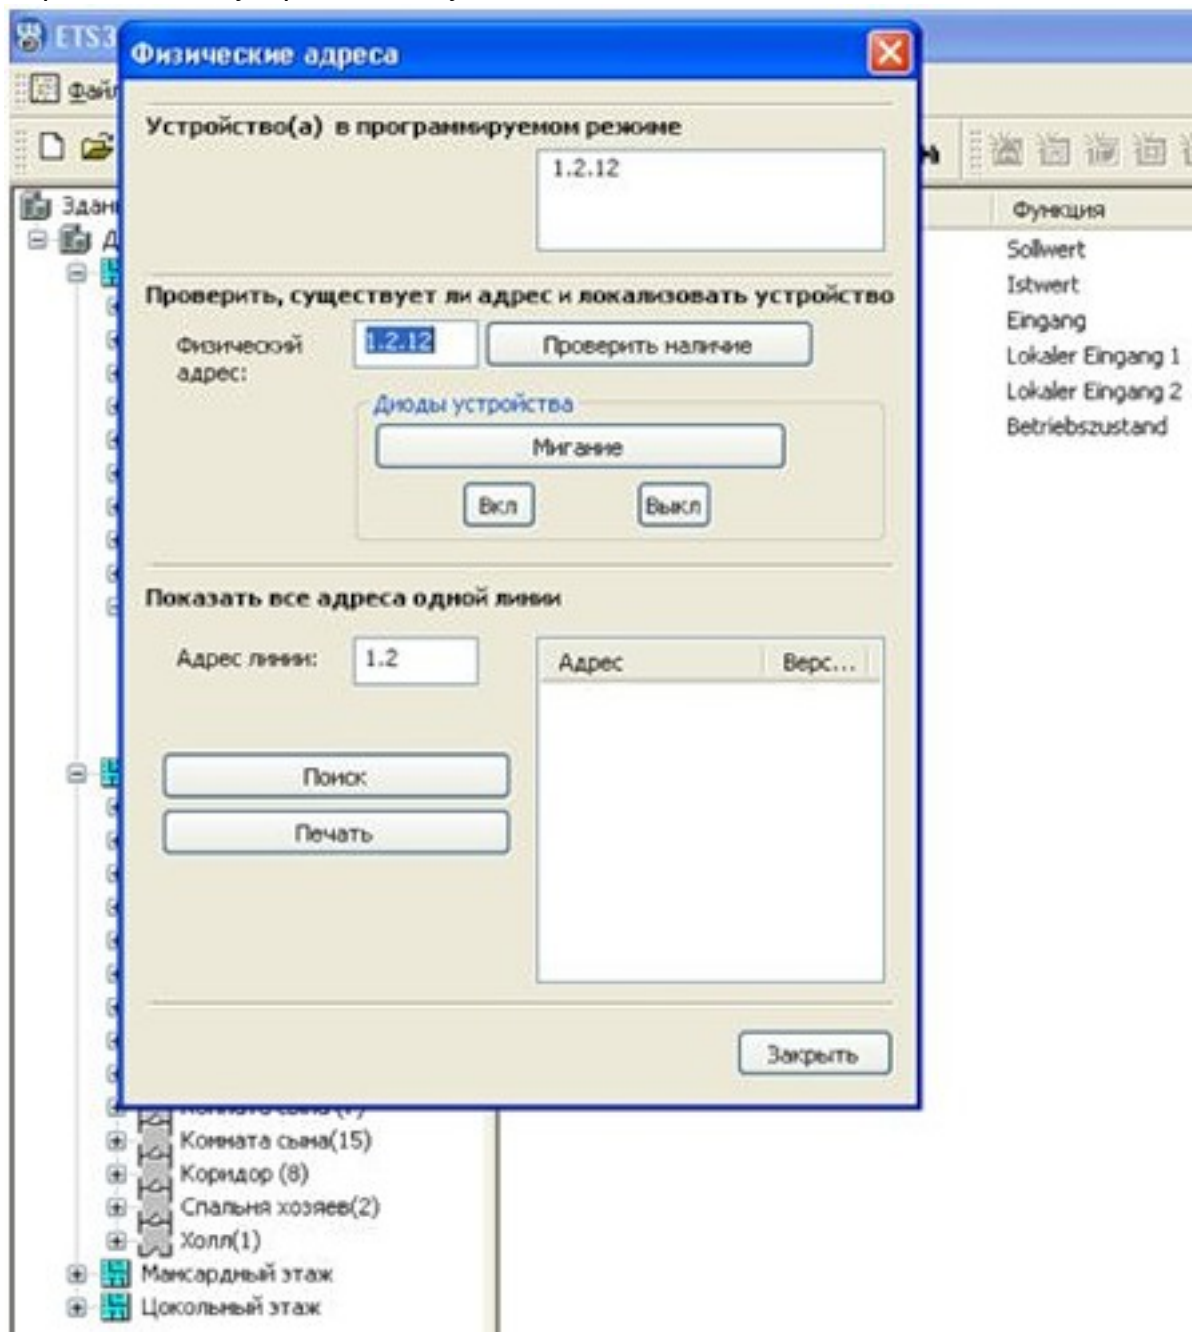 ETS3
Физические адреса
Файл
Устройство(а) в программируемом режиме
1.2.12
Здани
Функция
Д
Sollwert
Проверить, существует ли адрес и локализовать устройство
Istwert
Физический адрес:
1.2.12
Проверить наличие
Eingang
Lokaler Eingang 1
Диоды устройства
Lokaler Eingang 2
Мигание
Betriebszustand
Вкл
Выкл
Показать все адреса одной линии
Адрес линии:
1.2
Адрес
Верс...
Поиск
Печать
Закрыть
Комната сына(15)
Коридор (8)
Спальня хозяев(2)
Холл(1)
Мансардный этаж
Цокольный этаж